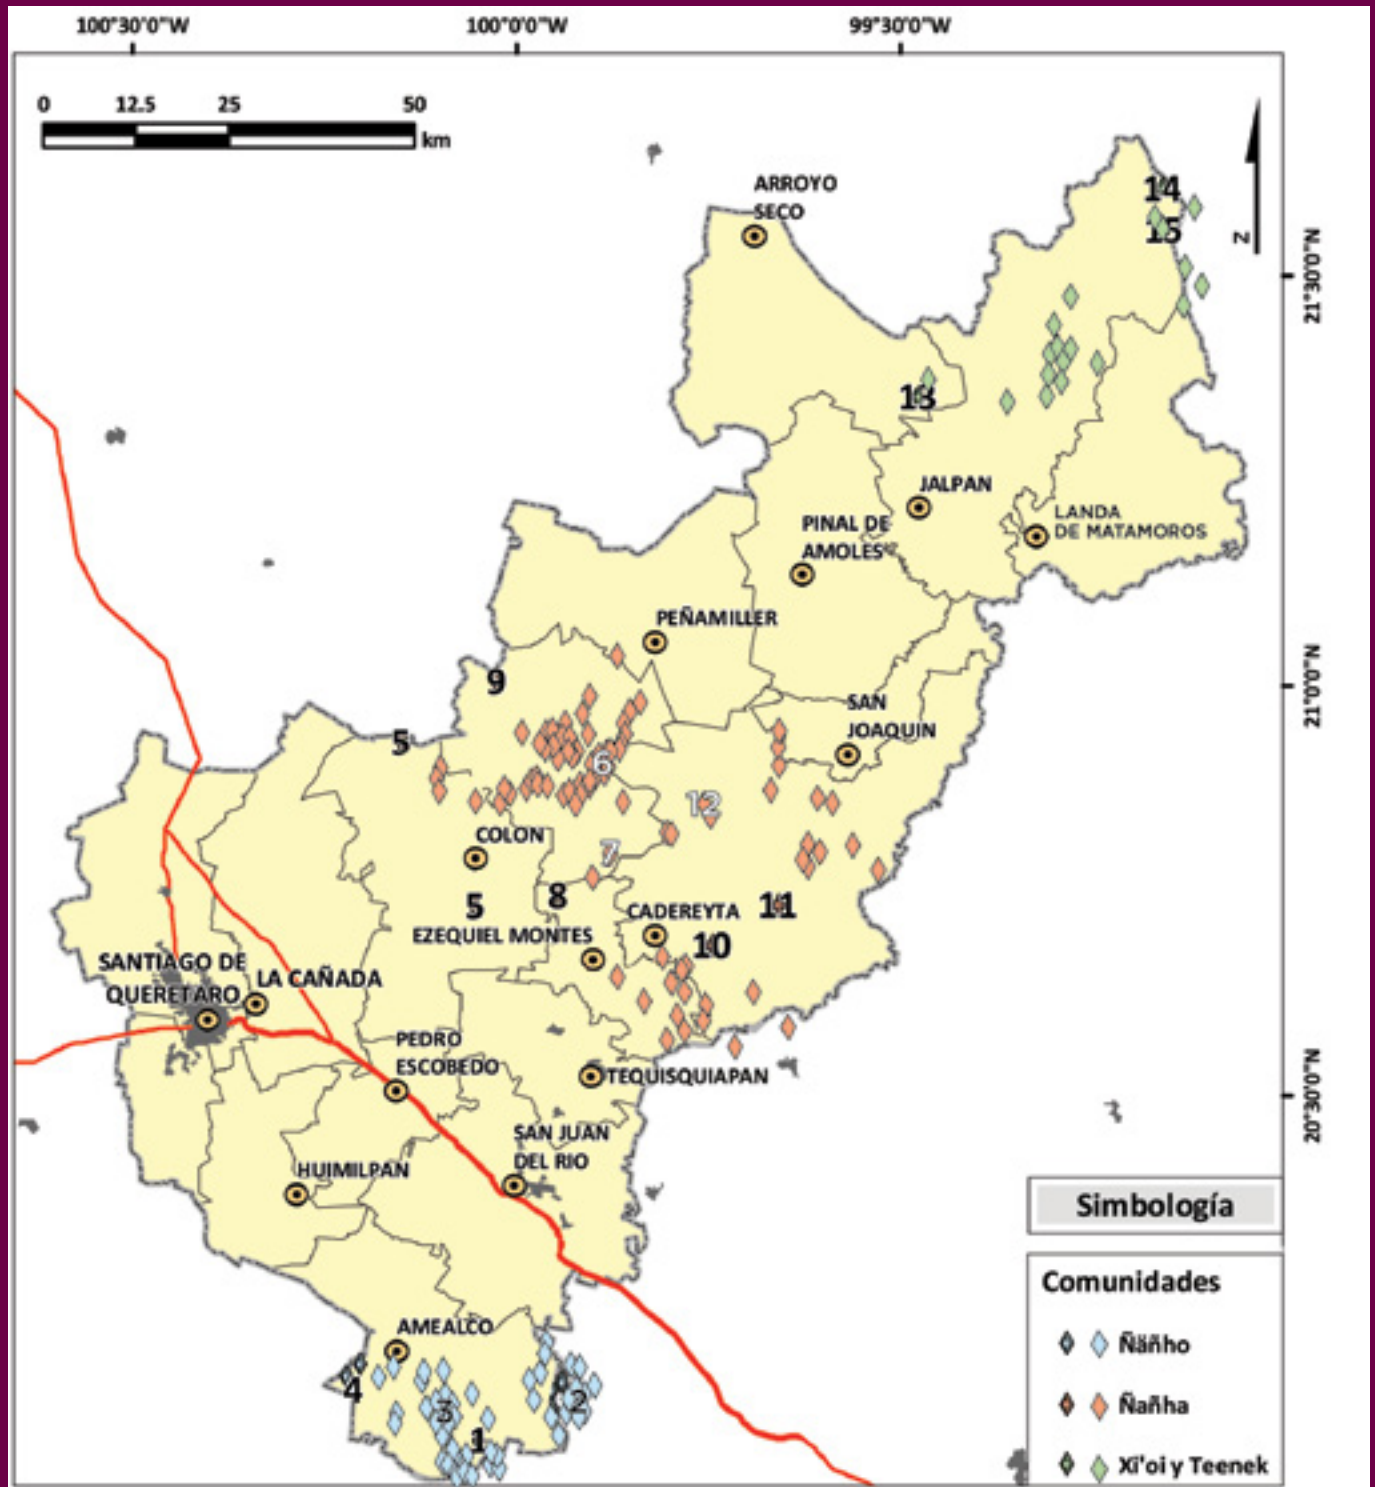 100°30'0"W 100°0'0"W 99°30'0"W
0 12.5 25 50
km
N
21°30'0"N
21°0'0"N
20°30'0"N
ARROYO
SECO
14
15
13
JALPAN
LANDA
DE MATAMOROS
PINAL DE
AMOLES
PEÑAMILLER
9
SAN
JOAQUIN
5
6
12
COLON
7
5
8
CADEREYTA
11
EZEQUIEL MONTES
10
SANTIAGO DE
QUERETARO
LA CAÑADA
PEDRO
ESCOBEDO
TEQUISQUIAPAN
SAN JUAN
DEL RIO
HUIMILPAN
AMEALCO
4
3
2
1
Simbología
Comunidades
Ñäñho
Ñañha
Xi'oi y Teenek